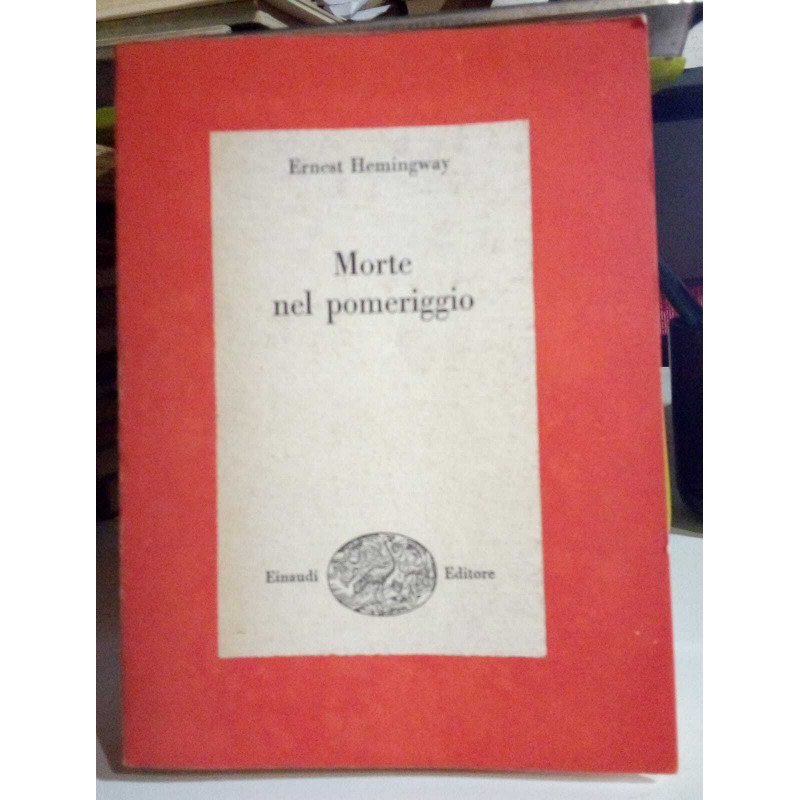 Ernest Hemingway
Morte
nel pomeriggio
Einaudi Editore